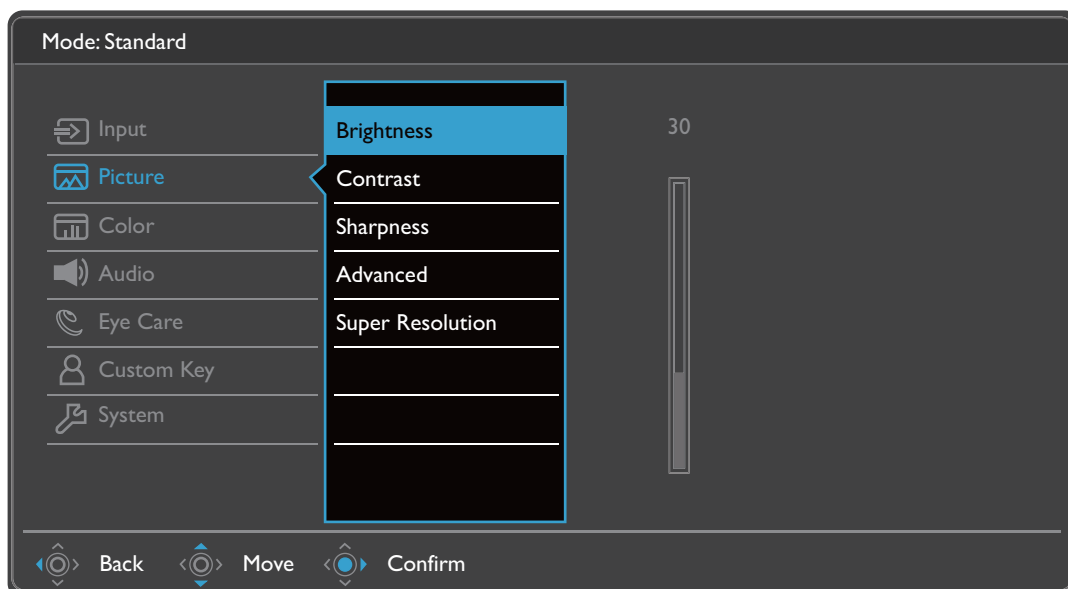 Mode: Standard
Input
Picture
Color
Audio
Eye Care
Custom Key
System
Brightness
Contrast
Sharpness
Advanced
Super Resolution
30
Back Move Confirm